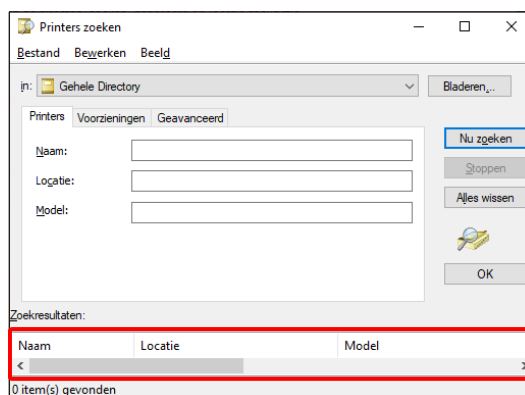 Printers zoeken
Bestand Bewerken Beeld
in: Gehele Directory Bladeren...
Printers Voorzieningen Geavanceerd
Naam:
Locatie:
Model:
Nu zoeken
Stoppen
Alles wissen
OK
Zoekresultaten:
Naam Locatie Model
0 item(s) gevonden